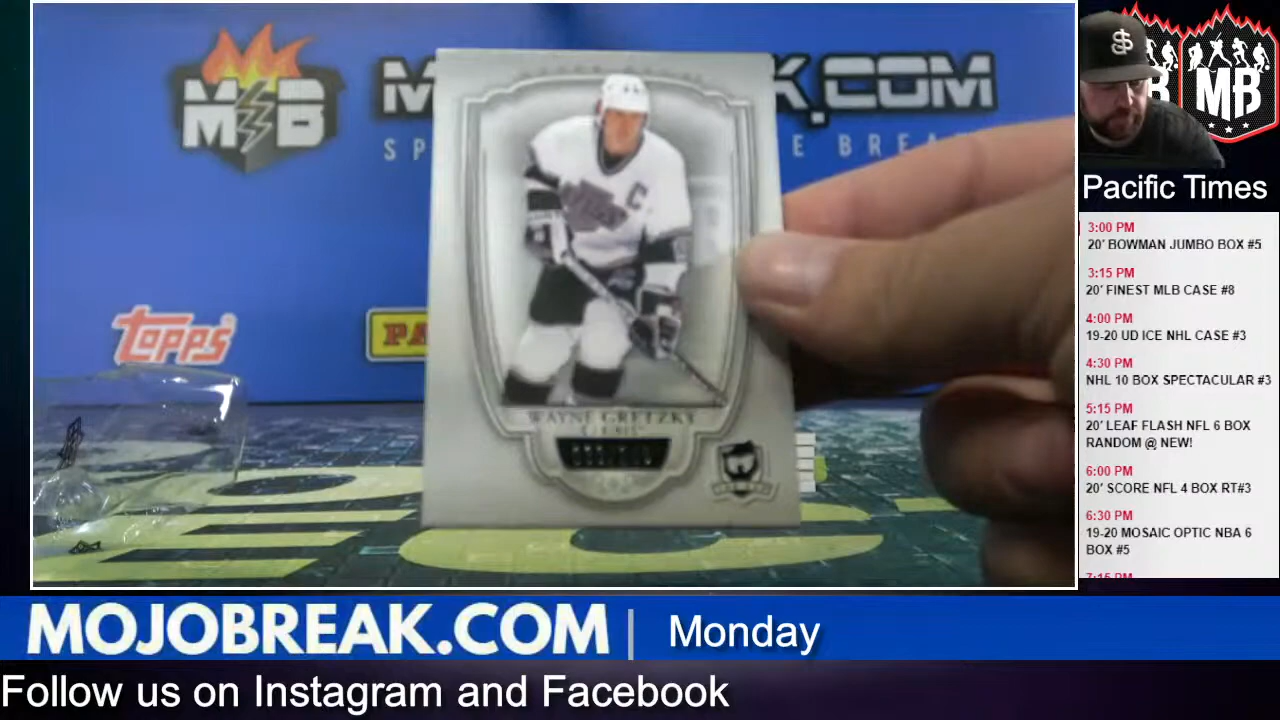 MB
MB
Pacific Times
Topps
PA
WAYNE GRETZKY
C
3:00 PM
20' BOWMAN JUMBO BOX #5
3:15 PM
20' FINEST MLB CASE #8
4:00 PM
19-20 UD ICE NHL CASE #3
4:30 PM
NHL 10 BOX SPECTACULAR #3
5:15 PM
20' LEAF FLASH NFL 6 BOX
RANDOM @ NEW!
6:00 PM
20' SCORE NFL 4 BOX RT#3
6:30 PM
19-20 MOSAIC OPTIC NBA 6
BOX #5
MOJOBREAK.COM | Monday
Follow us on Instagram and Facebook